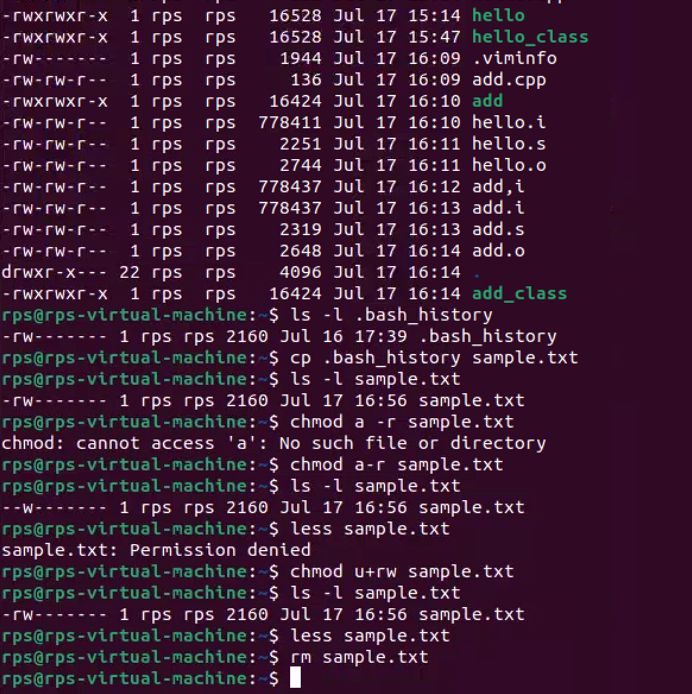 -rwxrwxr-x  1 rps  rps   16528 Jul 17 15:14 hello
-rwxrwxr-x  1 rps  rps   16528 Jul 17 15:47 hello_class
-rw-------  1 rps  rps    1944 Jul 17 16:09 .viminfo
-rw-rw-r--  1 rps  rps     136 Jul 17 16:09 add.cpp
-rwxrwxr-x  1 rps  rps   16424 Jul 17 16:10 add
-rw-rw-r--  1 rps  rps  778411 Jul 17 16:10 hello.i
-rw-rw-r--  1 rps  rps    2251 Jul 17 16:11 hello.s
-rw-rw-r--  1 rps  rps    2744 Jul 17 16:11 hello.o
-rw-rw-r--  1 rps  rps  778437 Jul 17 16:12 add,i
-rw-rw-r--  1 rps  rps  778437 Jul 17 16:13 add.i
-rw-rw-r--  1 rps  rps    2319 Jul 17 16:13 add.s
-rw-rw-r--  1 rps  rps    2648 Jul 17 16:14 add.o
drwxr-x--- 22 rps  rps    4096 Jul 17 16:14 .
-rwxrwxr-x  1 rps  rps   16424 Jul 17 16:14 add_class
rps@rps-virtual-machine:~$ ls -l .bash_history
-rw------- 1 rps rps 2160 Jul 16 17:39 .bash_history
rps@rps-virtual-machine:~$ cp .bash_history sample.txt
rps@rps-virtual-machine:~$ ls -l sample.txt
-rw------- 1 rps rps 2160 Jul 17 16:56 sample.txt
rps@rps-virtual-machine:~$ chmod a -r sample.txt
chmod: cannot access 'a': No such file or directory
rps@rps-virtual-machine:~$ chmod a-r sample.txt
rps@rps-virtual-machine:~$ ls -l sample.txt
--w------- 1 rps rps 2160 Jul 17 16:56 sample.txt
rps@rps-virtual-machine:~$ less sample.txt
sample.txt: Permission denied
rps@rps-virtual-machine:~$ chmod u+rw sample.txt
rps@rps-virtual-machine:~$ ls -l sample.txt
-rw------- 1 rps rps 2160 Jul 17 16:56 sample.txt
rps@rps-virtual-machine:~$ less sample.txt
rps@rps-virtual-machine:~$ rm sample.txt
rps@rps-virtual-machine:~$